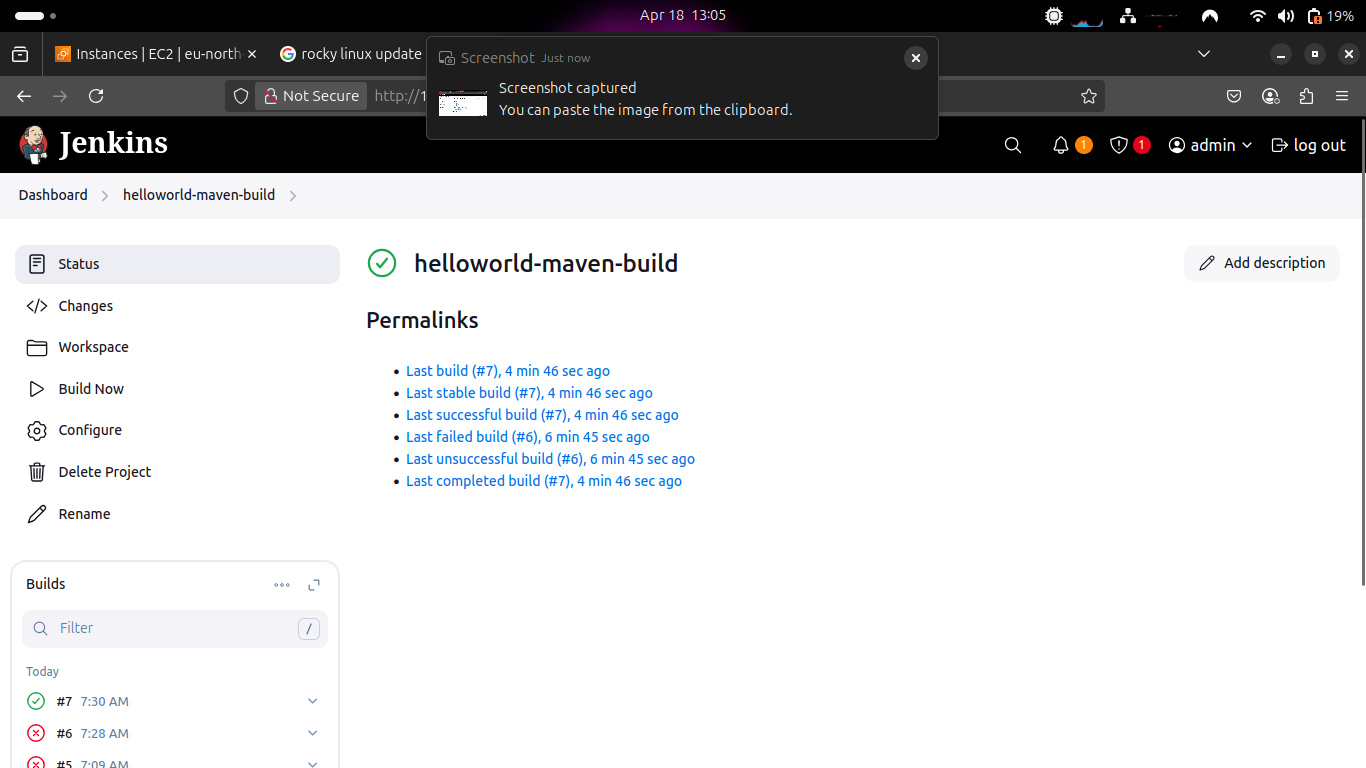 Apr 18 13:05
19%
Instances | EC2 | eu-north
rocky linux update
Screenshot Just now
Screenshot captured
You can paste the image from the clipboard.
Not Secure http://1
Jenkins
1
1
admin
log out
Dashboard
helloworld-maven-build
Status
Changes
Workspace
Build Now
Configure
Delete Project
Rename
helloworld-maven-build
Add description
Permalinks
Last build (#7), 4 min 46 sec ago
Last stable build (#7), 4 min 46 sec ago
Last successful build (#7), 4 min 46 sec ago
Last failed build (#6), 6 min 45 sec ago
Last unsuccessful build (#6), 6 min 45 sec ago
Last completed build (#7), 4 min 46 sec ago
Builds
Filter /
Today
#7 7:30 AM
#6 7:28 AM
#5 7:09 AM